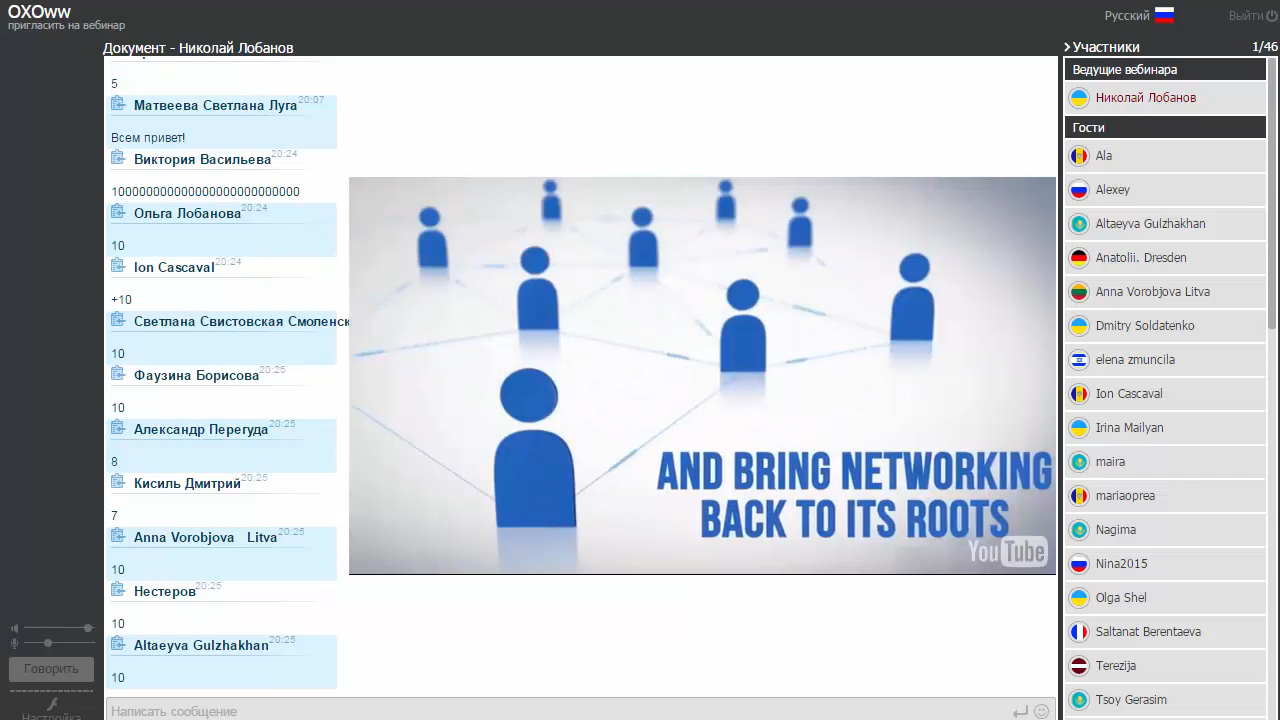 OXOww
пригласить на вебинар
Русский
Выйти
Документ - Николай Лобанов
5
Матвеева Светлана Луга 20:07
Всем привет!
Виктория Васильева 20:24
Ольга Лобанова 20:24
10
Ion Cascaval 20:24
+10
Светлана Свистовская Смоленск
10
Фаузина Борисова 20:25
10
Александр Перегуда 20:25
8
Кисиль Дмитрий 20:25
7
Anna Vorobjova Litva 20:25
10
Нестеров 20:25
10
Altaeyva Gulzhakhan 20:25
10
Написать сообщение
AND BRING NETWORKING
BACK TO ITS ROOTS
YouTube
Участники 1/46
Ведущие вебинара
Николай Лобанов
Гости
Ala
Alexey
Altaeyva Gulzhakhan
Anatolii. Dresden
Anna Vorobjova Litva
Dmitry Soldatenko
elena zmuncila
Ion Cascaval
Irina Mailyan
maira
mariaoprea
Nagima
Nina2015
Olga Shel
Saltanat Berentaeva
Terezija
Tsoy Gerasim
Говорить
Настройка